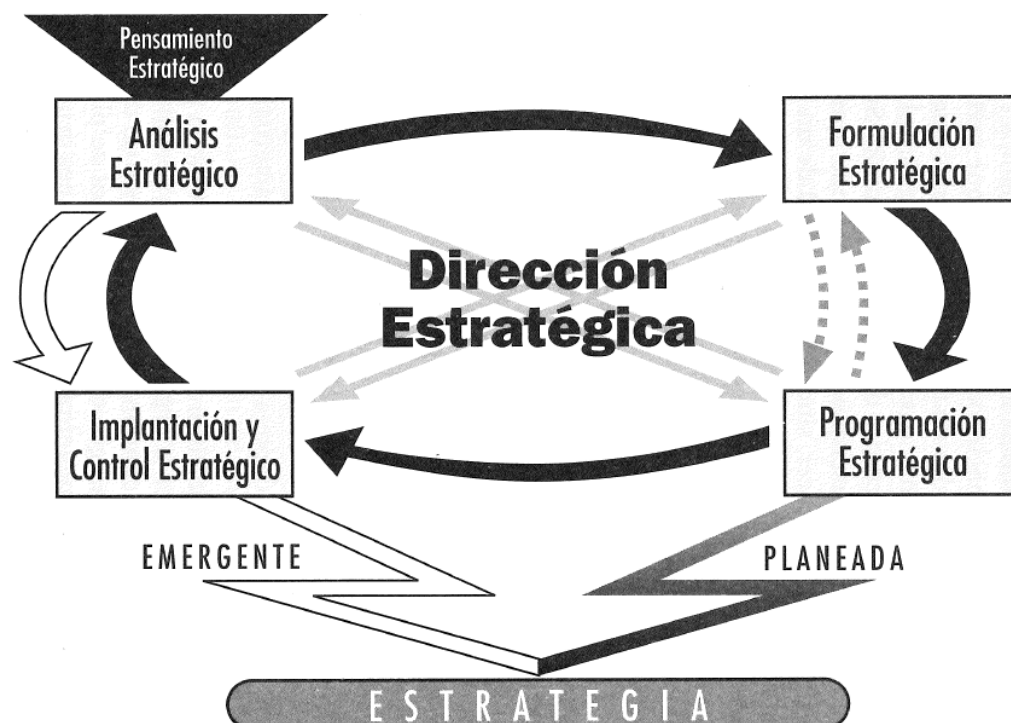 Pensamiento
Estratégico
Análisis
Estratégico
Formulación
Estratégica
Dirección
Estratégica
Implantación y
Control Estratégico
Programación
Estratégica
EMERGENTE
PLANEADA
ESTRATEGIA